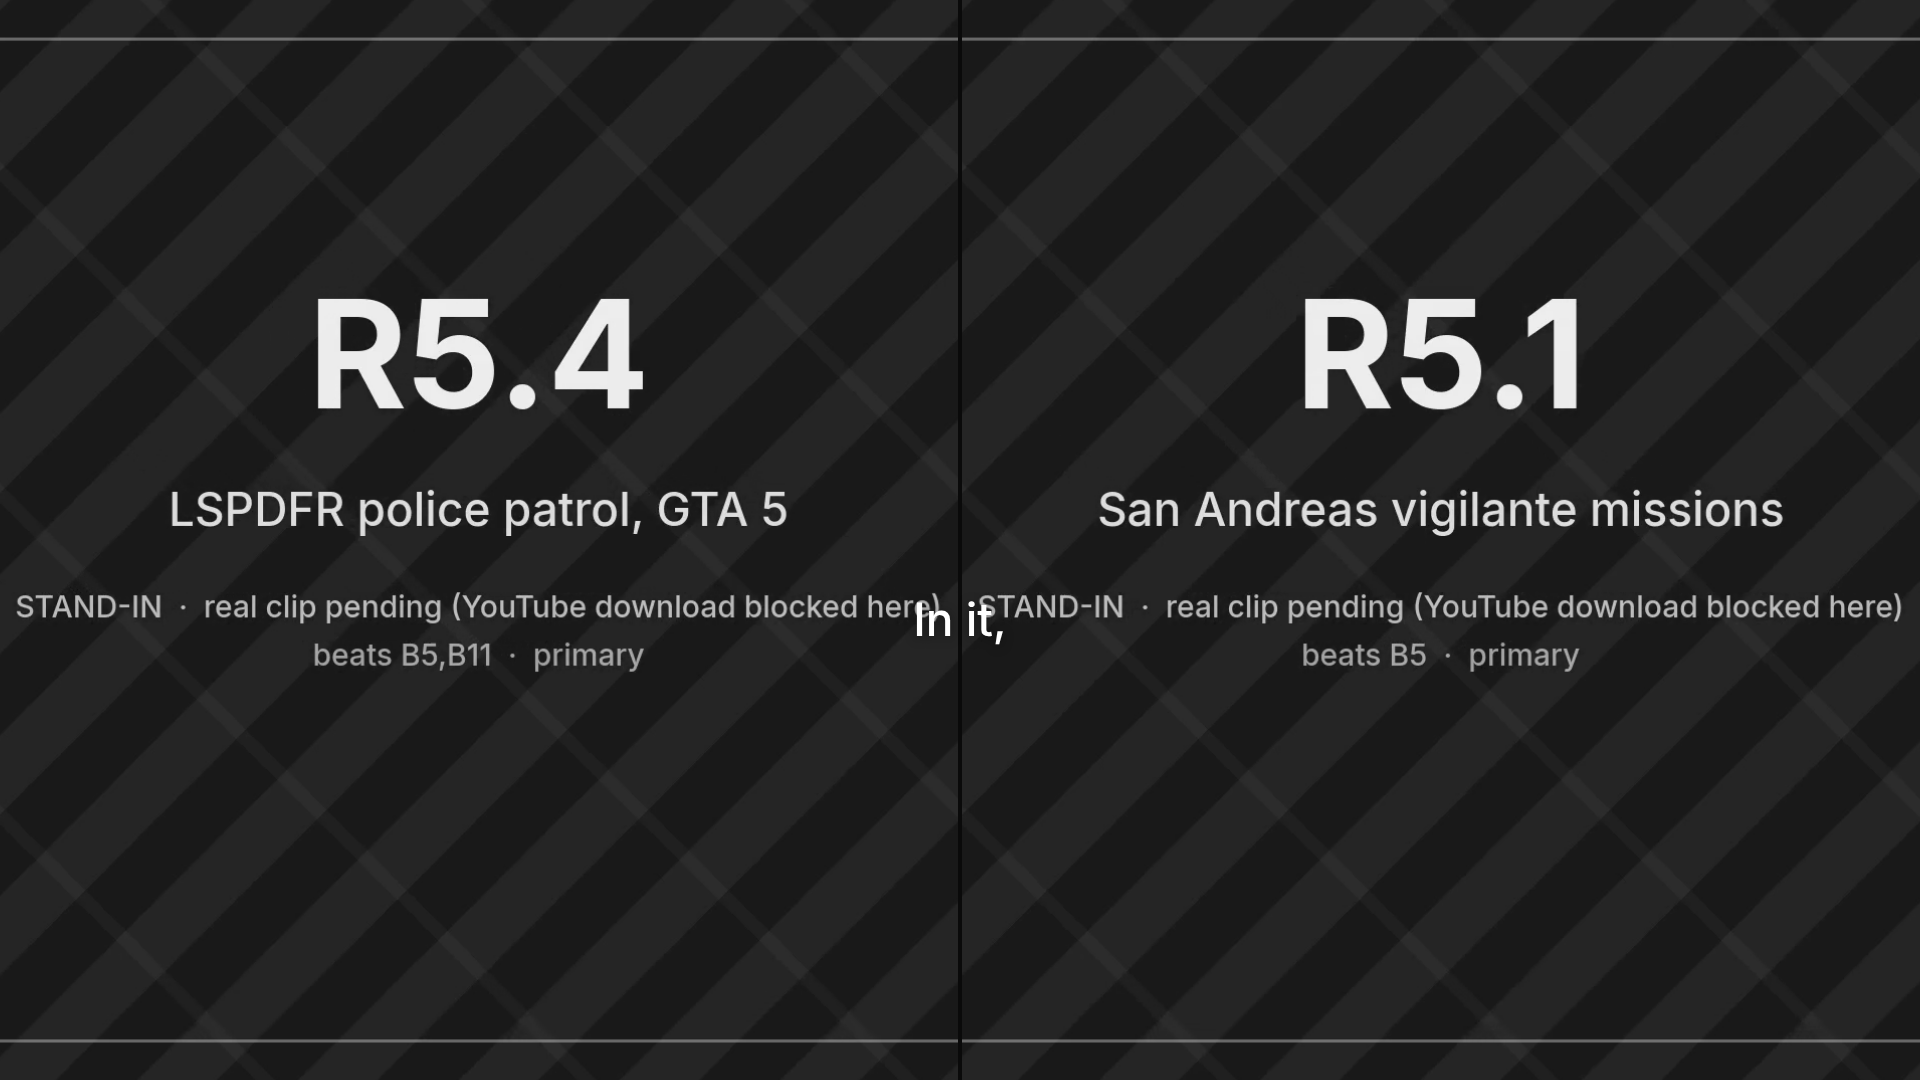 R5.4
LSPDFR police patrol, GTA 5
STAND-IN · real clip pending (YouTube download blocked here)
beats B5,B11 · primary
In it,
R5.1
San Andreas vigilante missions
STAND-IN · real clip pending (YouTube download blocked here)
beats B5 · primary